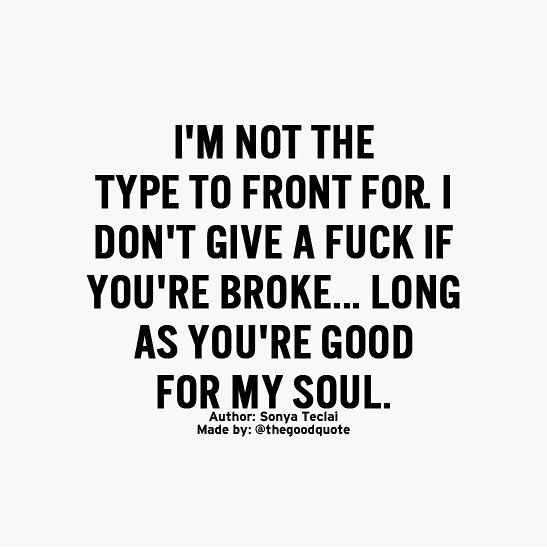 I'M NOT THE
TYPE TO FRONT FOR. I
DON'T GIVE A FUCK IF
YOU'RE BROKE... LONG
AS YOU'RE GOOD
FOR MY SOUL.
Author: Sonya Teclai
Made by: @thegoodquote